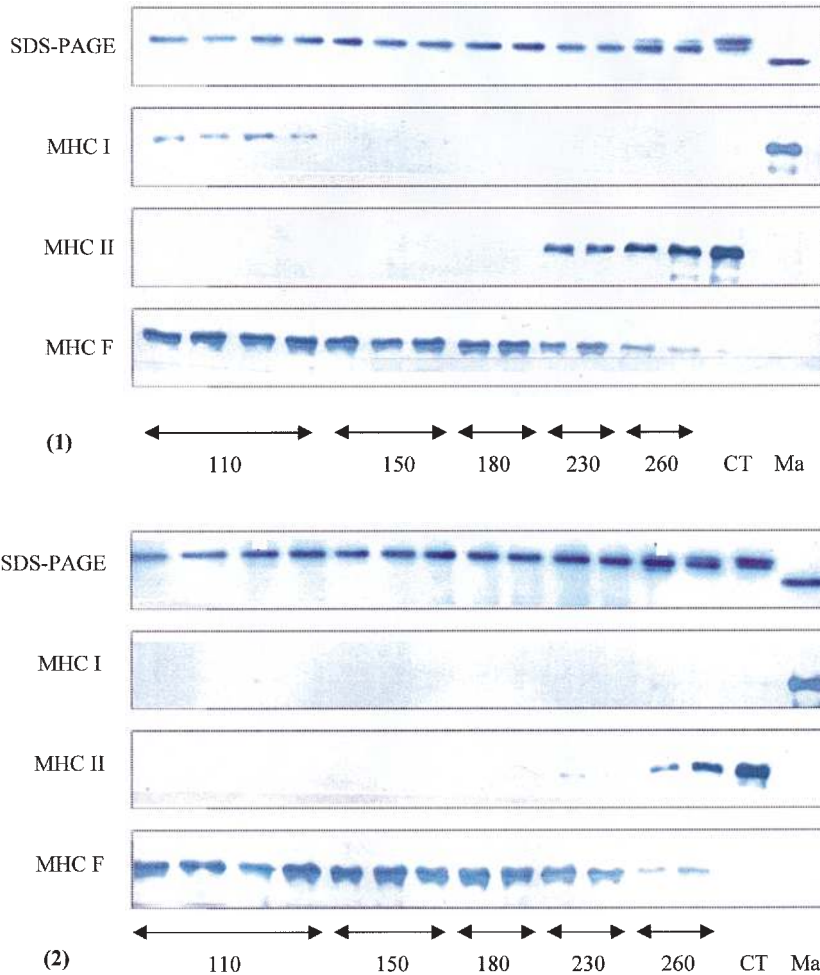 SDS-PAGE
MHC I
MHC II
MHC F
(1)
110 150 180 230 260 CT Ma
SDS-PAGE
MHC I
MHC II
MHC F
(2)
110 150 180 230 260 CT Ma